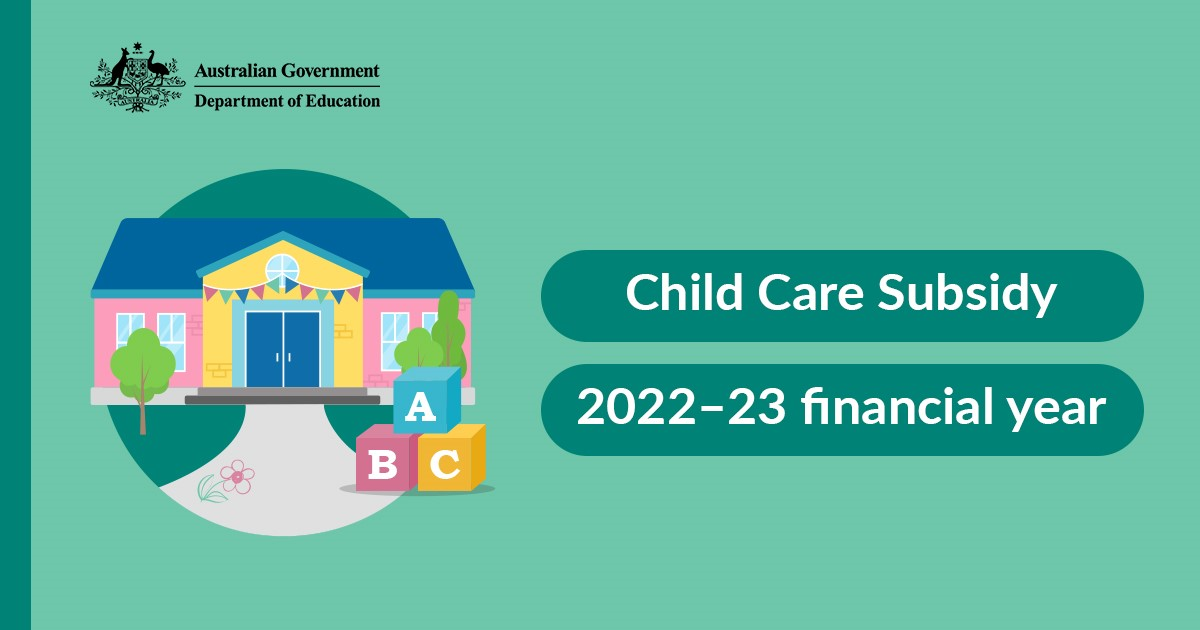 Australian Government
Department of Education
Child Care Subsidy
2022–23 financial year
A
B C